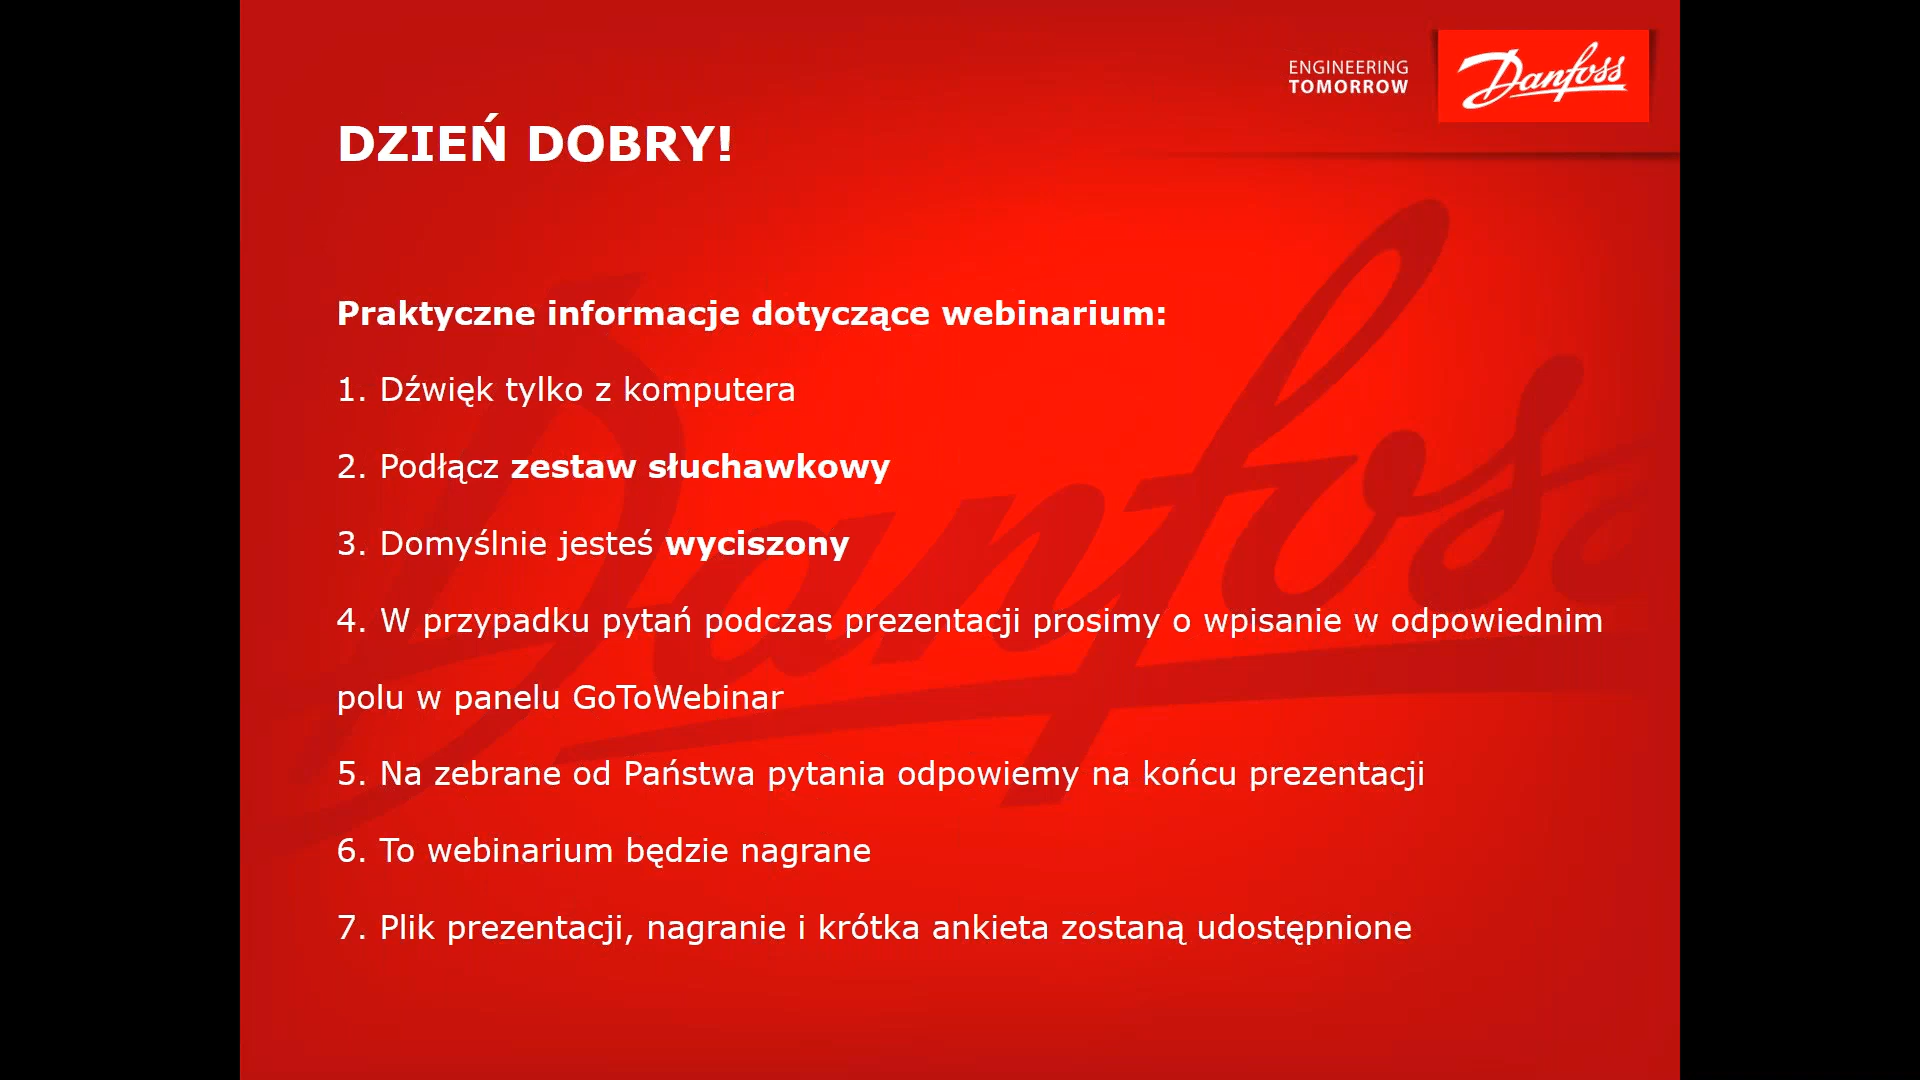 ENGINEERING
TOMORROW
Danfoss
DZIEŃ DOBRY!
Praktyczne informacje dotyczące webinarium:
1. Dźwięk tylko z komputera
2. Podłącz zestaw słuchawkowy
3. Domyślnie jesteś wyciszony
4. W przypadku pytań podczas prezentacji prosimy o wpisanie w odpowiednim
polu w panelu GoToWebinar
5. Na zebrane od Państwa pytania odpowiemy na końcu prezentacji
6. To webinarium będzie nagrane
7. Plik prezentacji, nagranie i krótka ankieta zostaną udostępnione